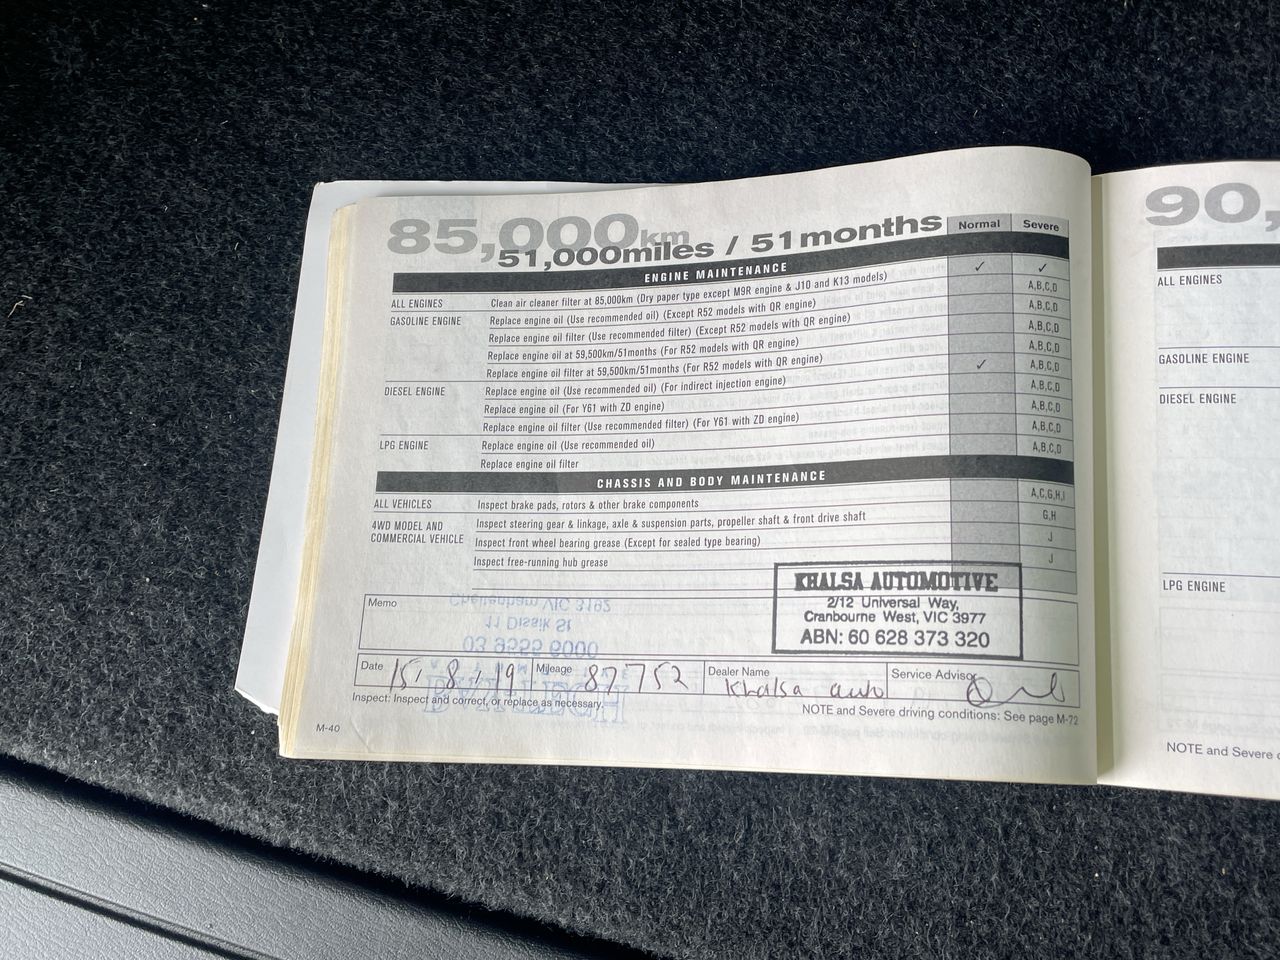 85,000km
51,000miles / 51months
Normal Severe
ENGINE MAINTENANCE
ALL ENGINES Clean air cleaner filter at 85,000km (Dry paper type except M9R engine & J10 and K13 models) ✓ ✓
GASOLINE ENGINE Replace engine oil (Use recommended oil) (Except R52 models with QR engine) A,B,C,D
Replace engine oil filter (Use recommended filter) (Except R52 models with QR engine) A,B,C,D
Replace engine oil at 59,500km/51months (For R52 models with QR engine) A,B,C,D
Replace engine oil filter at 59,500km/51months (For R52 models with QR engine) A,B,C,D
DIESEL ENGINE Replace engine oil (Use recommended oil) (For indirect injection engine) ✓ A,B,C,D
Replace engine oil (For Y61 with ZD engine) A,B,C,D
Replace engine oil filter (Use recommended filter) (For Y61 with ZD engine) A,B,C,D
LPG ENGINE Replace engine oil (Use recommended oil) A,B,C,D
Replace engine oil filter A,B,C,D
CHASSIS AND BODY MAINTENANCE
ALL VEHICLES Inspect brake pads, rotors & other brake components A,C,G,H,I
4WD MODEL AND COMMERCIAL VEHICLE Inspect steering gear & linkage, axle & suspension parts, propeller shaft & front drive shaft G,H
Inspect front wheel bearing grease (Except for sealed type bearing) J
Inspect free-running hub grease J
KHALSA AUTOMOTIVE
2/12 Universal Way,
Cranbourne West, VIC 3977
ABN: 60 628 373 320
Memo
Cheltenham VIC 3192
11 Dissik St
03 9555 6000
Date 15.8.19 Mileage 87752 Dealer Name Khalsa auto Service Advisor
Inspect: Inspect and correct, or replace as necessary.
NOTE and Severe driving conditions: See page M-72
M-40
90,
ALL ENGINES
GASOLINE ENGINE
DIESEL ENGINE
LPG ENGINE
NOTE and Severe